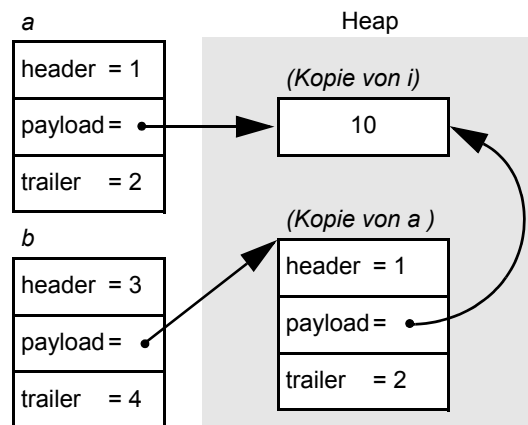 a
header = 1
payload =
trailer = 2
b
header = 3
payload =
trailer = 4
Heap
(Kopie von i)
10
(Kopie von a )
header = 1
payload =
trailer = 2